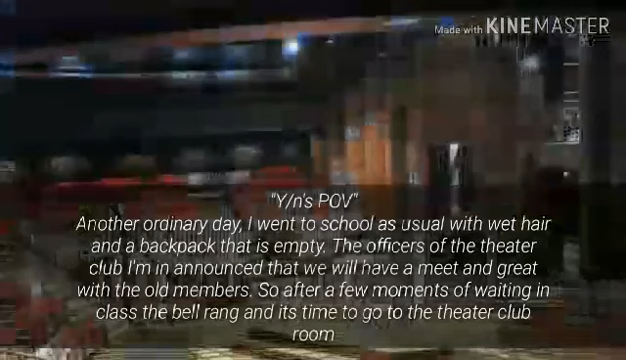 Made with KINEMASTER
"Y/n's POV"
Another ordinary day, I went to school as usual with wet hair
and a backpack that is empty. The officers of the theater
club I'm in announced that we will have a meet and great
with the old members. So after a few moments of waiting in
class the bell rang and its time to go to the theater club
room